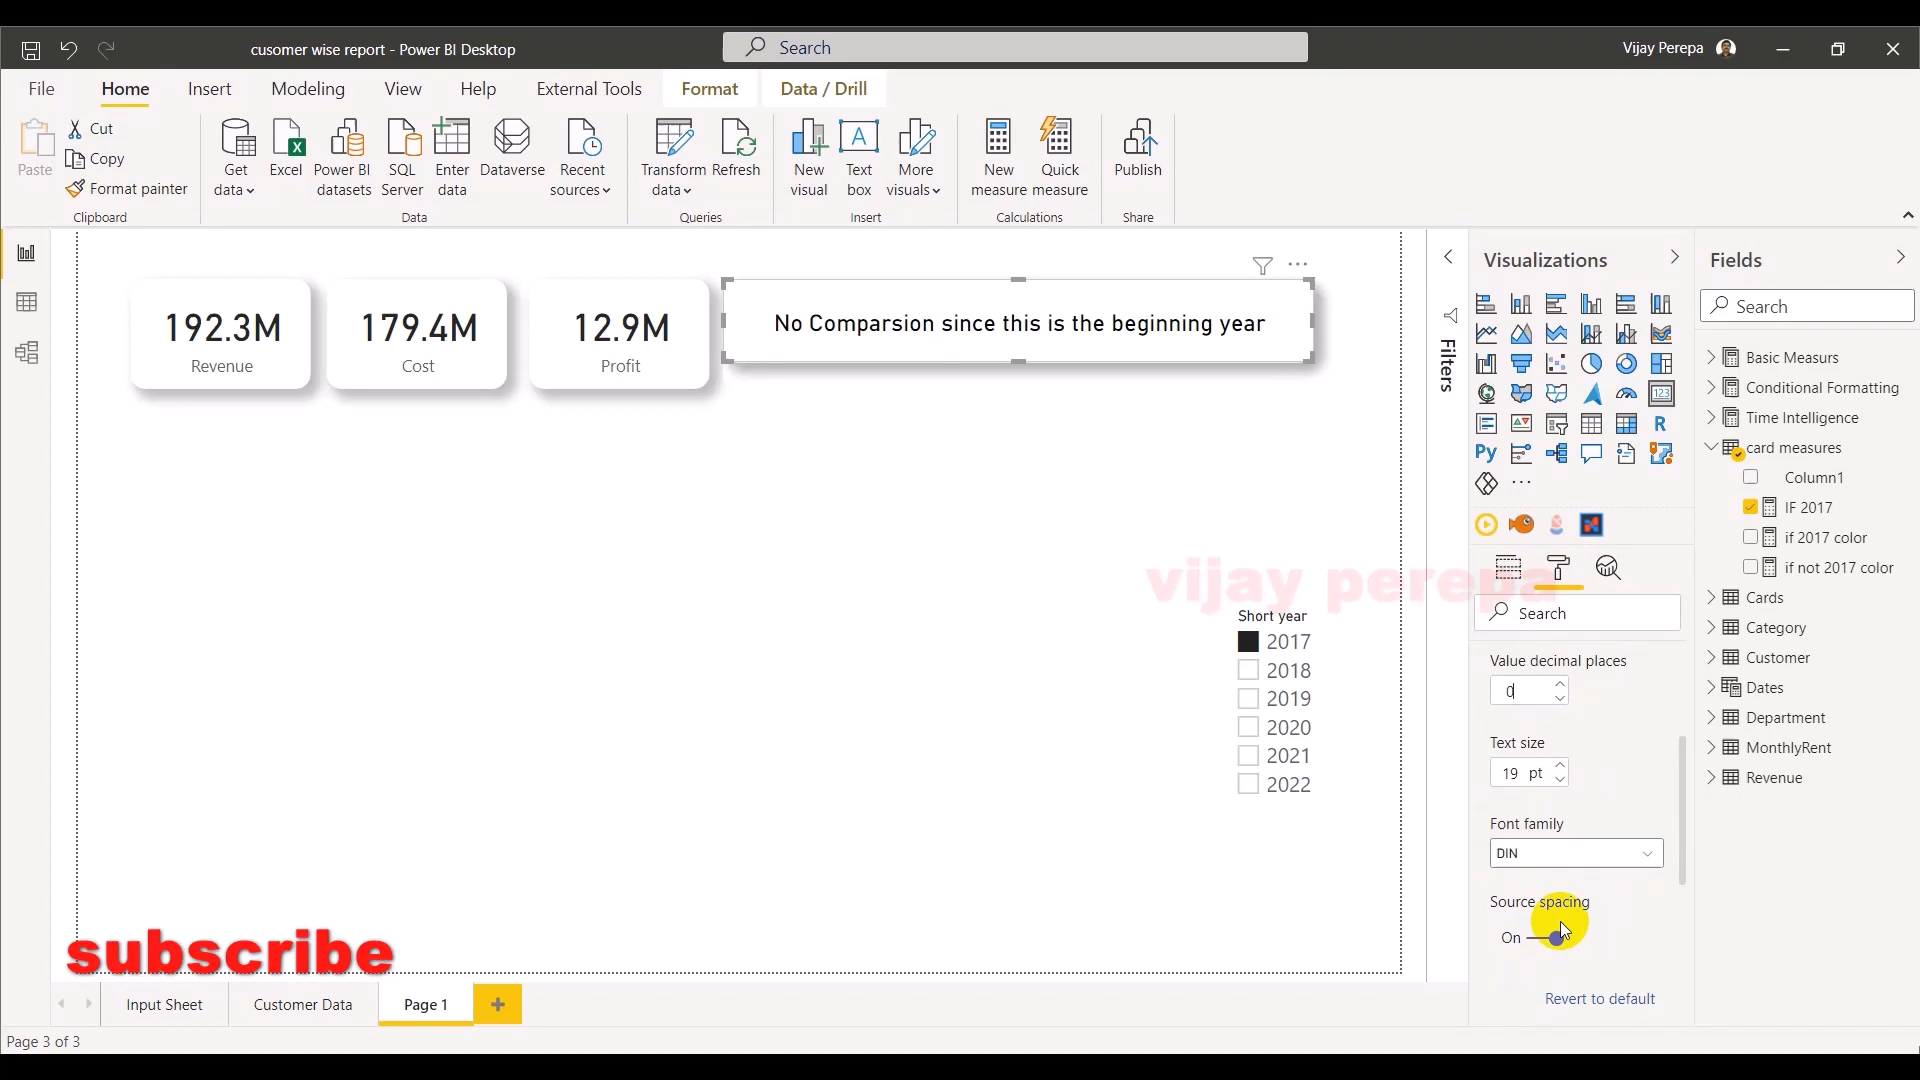 cusomer wise report - Power BI Desktop
Search
Vijay Perepa
File
Home
Insert
Modeling
View
Help
External Tools
Format
Data / Drill
Paste
Cut
Copy
Format painter
Clipboard
Get data
Excel
Power BI datasets
SQL Server
Enter data
Dataverse
Recent sources
Data
Transform data
Refresh
Queries
New visual
Text box
More visuals
Insert
New measure
Quick measure
Calculations
Publish
Share
192.3M
Revenue
179.4M
Cost
12.9M
Profit
No Comparsion since this is the beginning year
vijay perepa
Short year
2017
2018
2019
2020
2021
2022
subscribe
Filters
Visualizations
123
R
Py
Search
Value decimal places
0
Text size
19 pt
Font family
DIN
Source spacing
On
Revert to default
Fields
Search
Basic Measurs
Conditional Formatting
Time Intelligence
card measures
Column1
IF 2017
if 2017 color
if not 2017 color
Cards
Category
Customer
Dates
Department
MonthlyRent
Revenue
Input Sheet
Customer Data
Page 1
Page 3 of 3